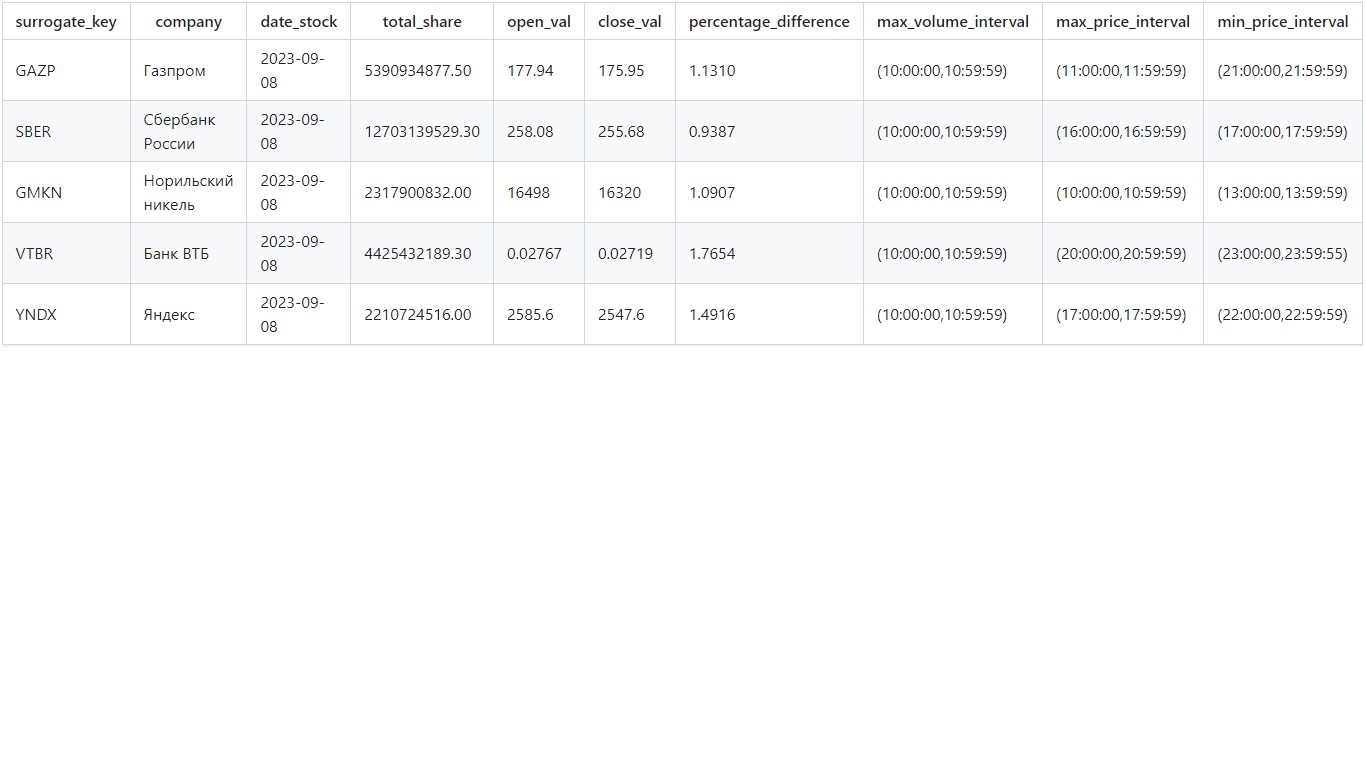 surrogate_key company date_stock total_share open_val close_val percentage_difference max_volume_interval max_price_interval min_price_interval
GAZP Газпром 2023-09-
08 5390934877.50 177.94 175.95 1.1310 (10:00:00,10:59:59) (11:00:00,11:59:59) (21:00:00,21:59:59)
SBER Сбербанк
России 2023-09-
08 12703139529.30 258.08 255.68 0.9387 (10:00:00,10:59:59) (16:00:00,16:59:59) (17:00:00,17:59:59)
GMKN Норильский
никель 2023-09-
08 2317900832.00 16498 16320 1.0907 (10:00:00,10:59:59) (10:00:00,10:59:59) (13:00:00,13:59:59)
VTBR Банк ВТБ 2023-09-
08 4425432189.30 0.02767 0.02719 1.7654 (10:00:00,10:59:59) (20:00:00,20:59:59) (23:00:00,23:59:55)
YNDX Яндекс 2023-09-
08 2210724516.00 2585.6 2547.6 1.4916 (10:00:00,10:59:59) (17:00:00,17:59:59) (22:00:00,22:59:59)